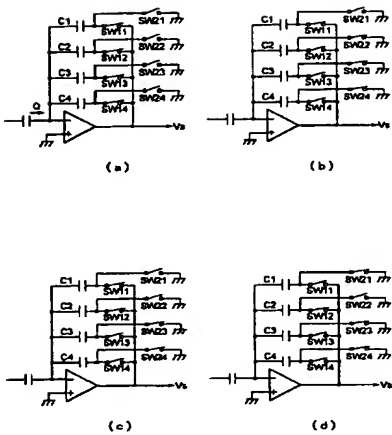 C1 SW21
SW11
C2 SW22
SW12
C3 SW23
SW13
C4 SW24
SW14
Q
Vs
(a)
C1 SW21
SW11
C2 SW22
SW12
C3 SW23
SW13
C4 SW24
SW14
Vs
(b)
C1 SW21
SW11
C2 SW22
SW12
C3 SW23
SW13
C4 SW24
SW14
Vs
(c)
C1 SW21
SW11
C2 SW22
SW12
C3 SW23
SW13
C4 SW24
SW14
Vs
(d)